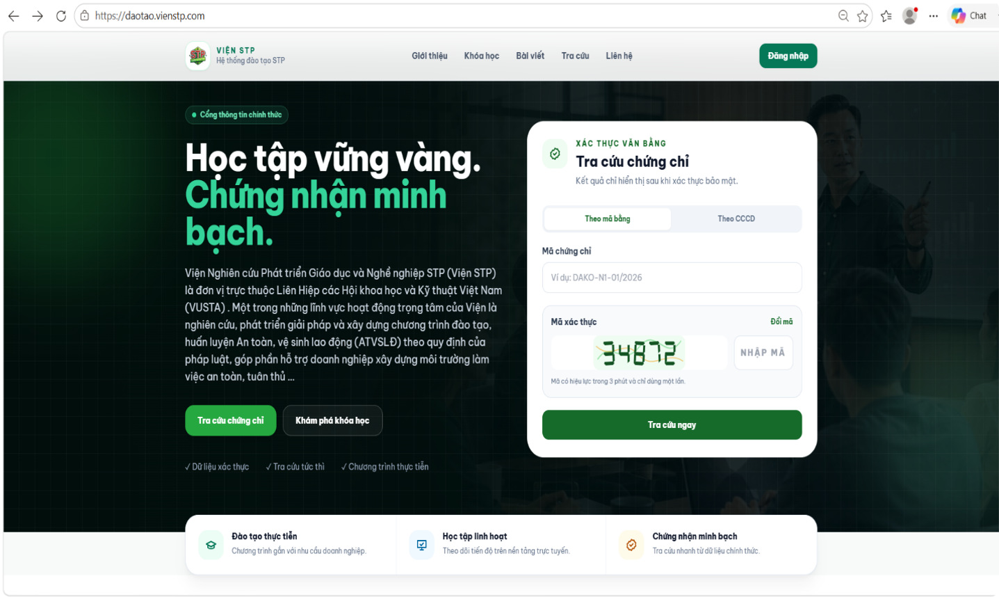 https://daotao.vienstp.com
Chat
STP
VIỆN STP
Hệ thống đào tạo STP
Giới thiệu
Khóa học
Bài viết
Tra cứu
Liên hệ
Đăng nhập
Cổng thông tin chính thức
Học tập vững vàng.
Chứng nhận minh
bạch.
Viện Nghiên cứu Phát triển Giáo dục và Nghề nghiệp STP (Viện STP)
là đơn vị trực thuộc Liên Hiệp các Hội khoa học và Kỹ thuật Việt Nam
(VUSTA) . Một trong những lĩnh vực hoạt động trọng tâm của Viện là
nghiên cứu, phát triển giải pháp và xây dựng chương trình đào tạo,
huấn luyện An toàn, vệ sinh lao động (ATVSLĐ) theo quy định của
pháp luật, góp phần hỗ trợ doanh nghiệp xây dựng môi trường làm
việc an toàn, tuân thủ ...
Tra cứu chứng chỉ
Khám phá khóa học
✓ Dữ liệu xác thực
✓ Tra cứu tức thì
✓ Chương trình thực tiễn
XÁC THỰC VĂN BẰNG
Tra cứu chứng chỉ
Kết quả chỉ hiển thị sau khi xác thực bảo mật.
Theo mã bằng
Theo CCCD
Mã chứng chỉ
Ví dụ: DAKO-N1-01/2026
Mã xác thực
Đổi mã
34872
NHẬP MÃ
Mã có hiệu lực trong 3 phút và chỉ dùng một lần.
Tra cứu ngay
Đào tạo thực tiễn
Chương trình gắn với nhu cầu doanh nghiệp.
Học tập linh hoạt
Theo dõi tiến độ trên nền tảng trực tuyến.
Chứng nhận minh bạch
Tra cứu nhanh từ dữ liệu chính thức.